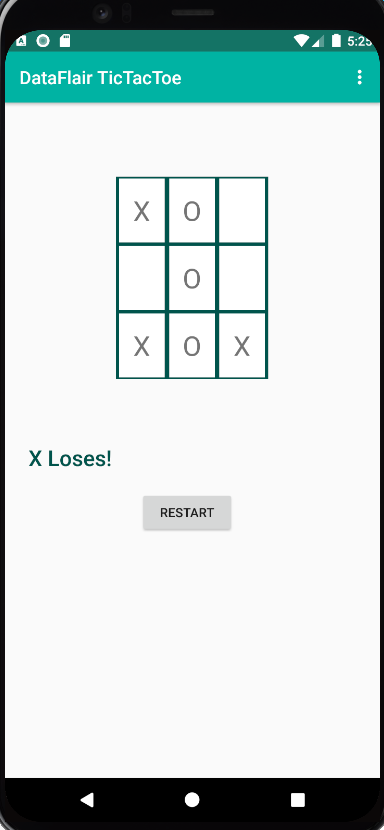 5:25
DataFlair TicTacToe
X O
O
X O X
X Loses!
RESTART